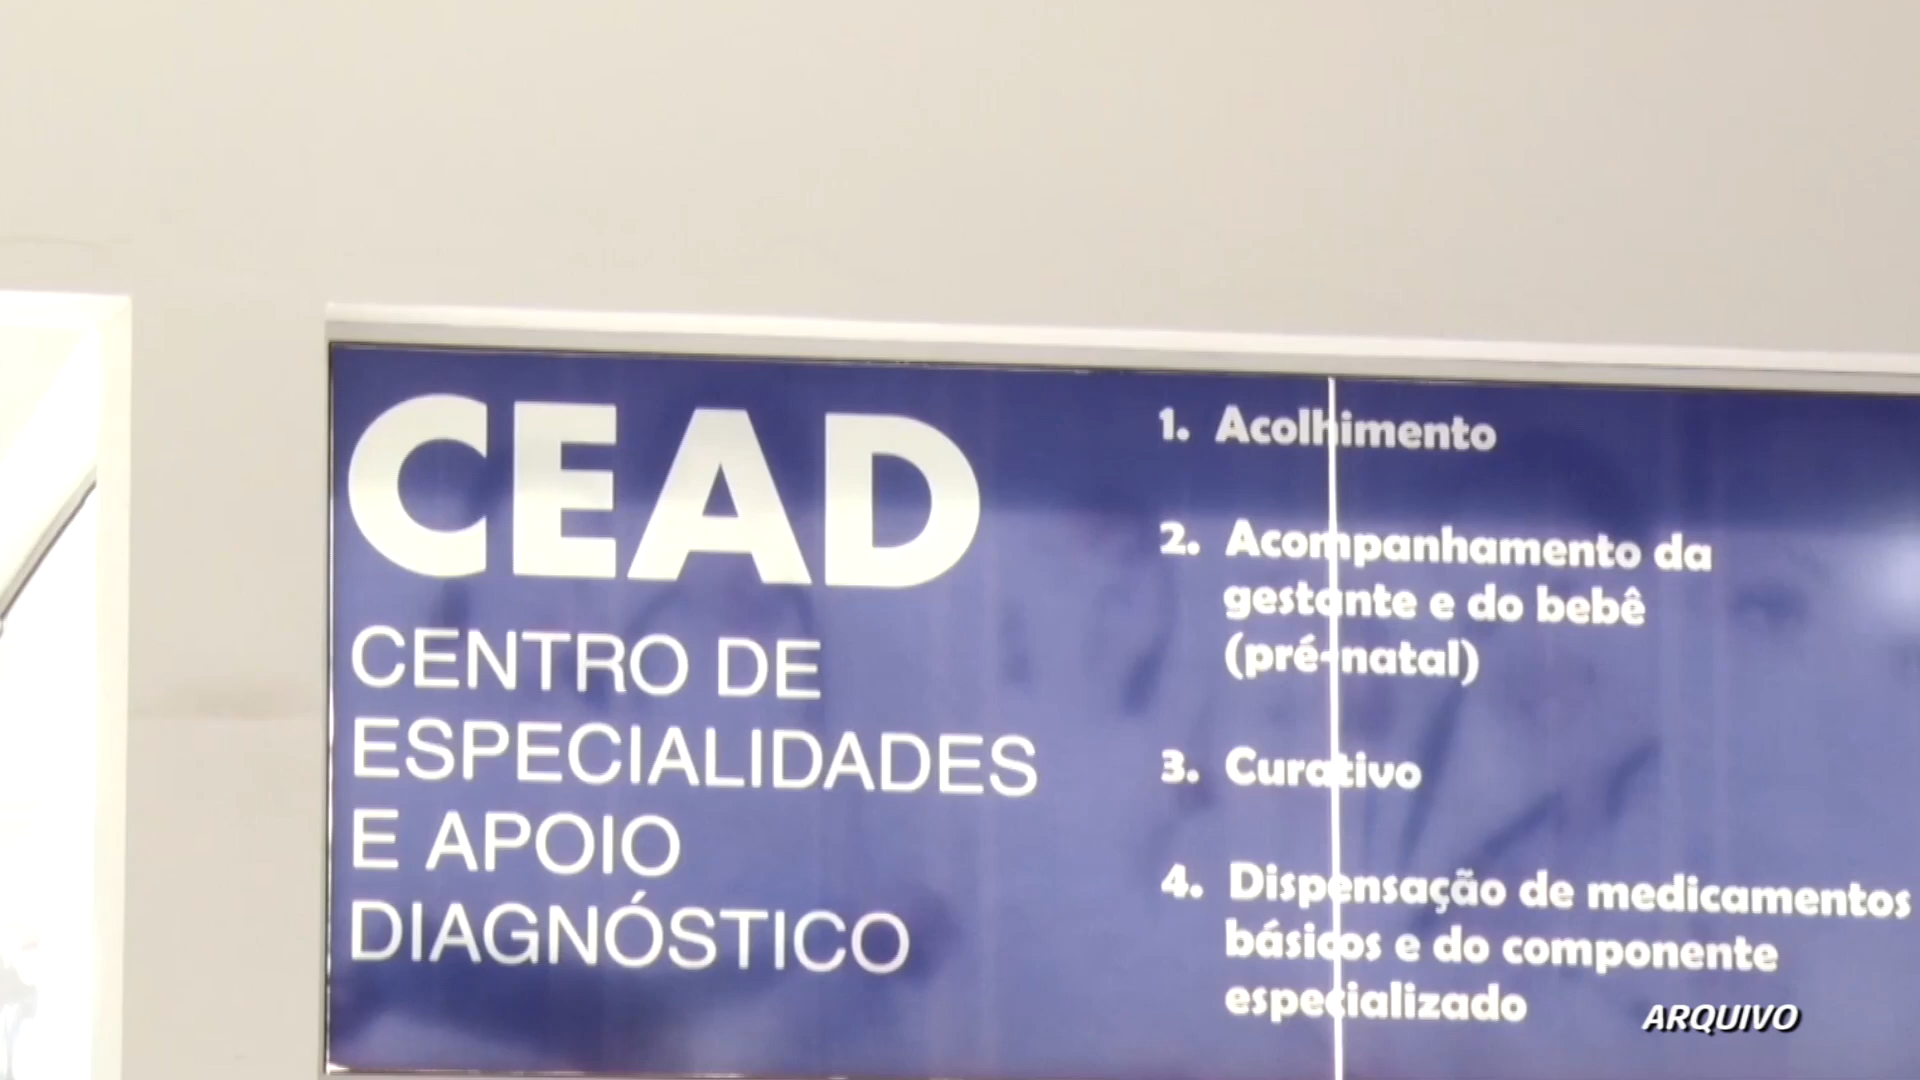 CEAD
CENTRO DE
ESPECIALIDADES
E APOIO
DIAGNÓSTICO
1. Acolhimento
2. Acompanhamento da
gestante e do bebê
(pré-natal)
3. Curativo
4. Dispensação de medicamentos
básicos e do componente
especializado
ARQUIVO